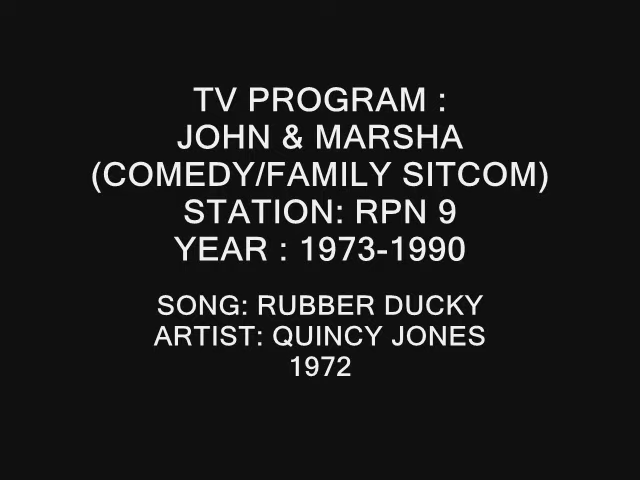 TV PROGRAM :
JOHN & MARSHA
(COMEDY/FAMILY SITCOM)
STATION: RPN 9
YEAR : 1973-1990
SONG: RUBBER DUCKY
ARTIST: QUINCY JONES
1972